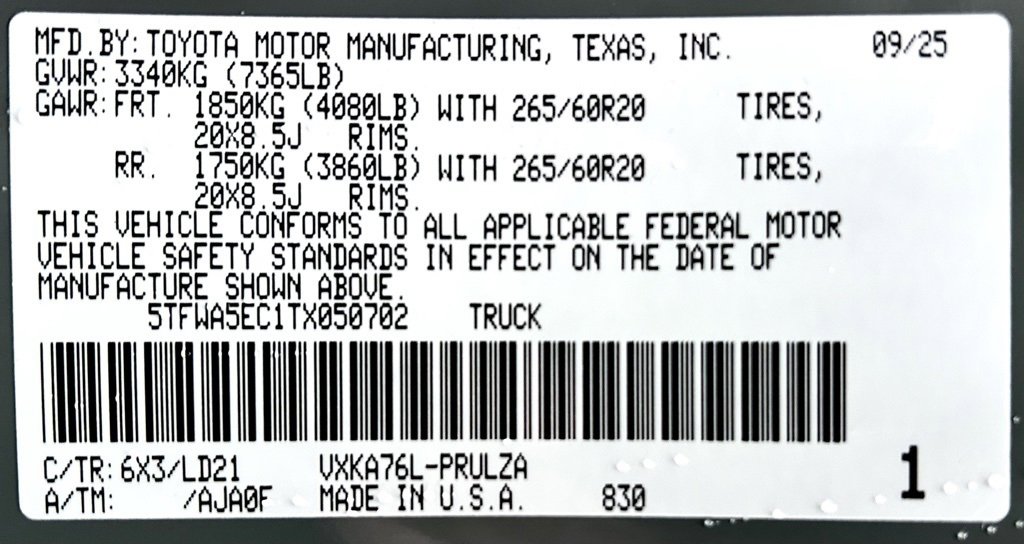 MFD.BY: TOYOTA MOTOR MANUFACTURING, TEXAS, INC. 09/25
GVWR: 3340KG (7365LB)
GAWR: FRT. 1850KG (4080LB) WITH 265/60R20 TIRES,
20X8.5J RIMS.
RR. 1750KG (3860LB) WITH 265/60R20 TIRES,
20X8.5J RIMS.
THIS VEHICLE CONFORMS TO ALL APPLICABLE FEDERAL MOTOR
VEHICLE SAFETY STANDARDS IN EFFECT ON THE DATE OF
MANUFACTURE SHOWN ABOVE.
5TFWA5EC1TX050702 TRUCK
C/TR: 6X3/LD21 VXKA76L-PRULZA
A/TM: /AJA0F MADE IN U.S.A. 830
1